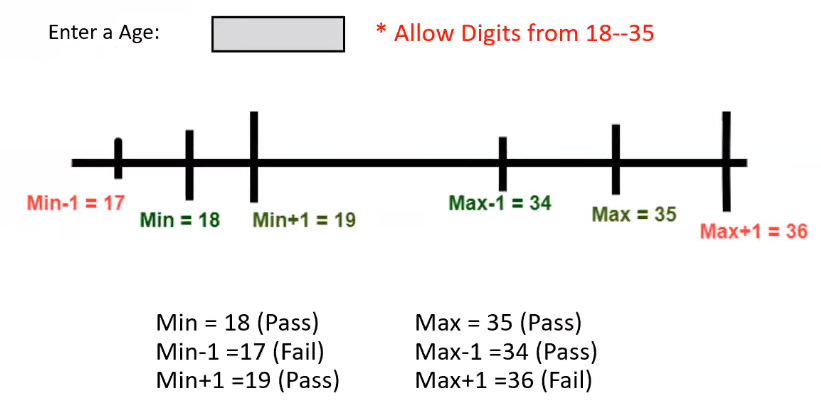 Enter a Age:
* Allow Digits from 18--35
Min-1 = 17
Min = 18
Min+1 = 19
Max-1 = 34
Max = 35
Max+1 = 36
Min = 18 (Pass)
Min-1 =17 (Fail)
Min+1 =19 (Pass)
Max = 35 (Pass)
Max-1 =34 (Pass)
Max+1 =36 (Fail)